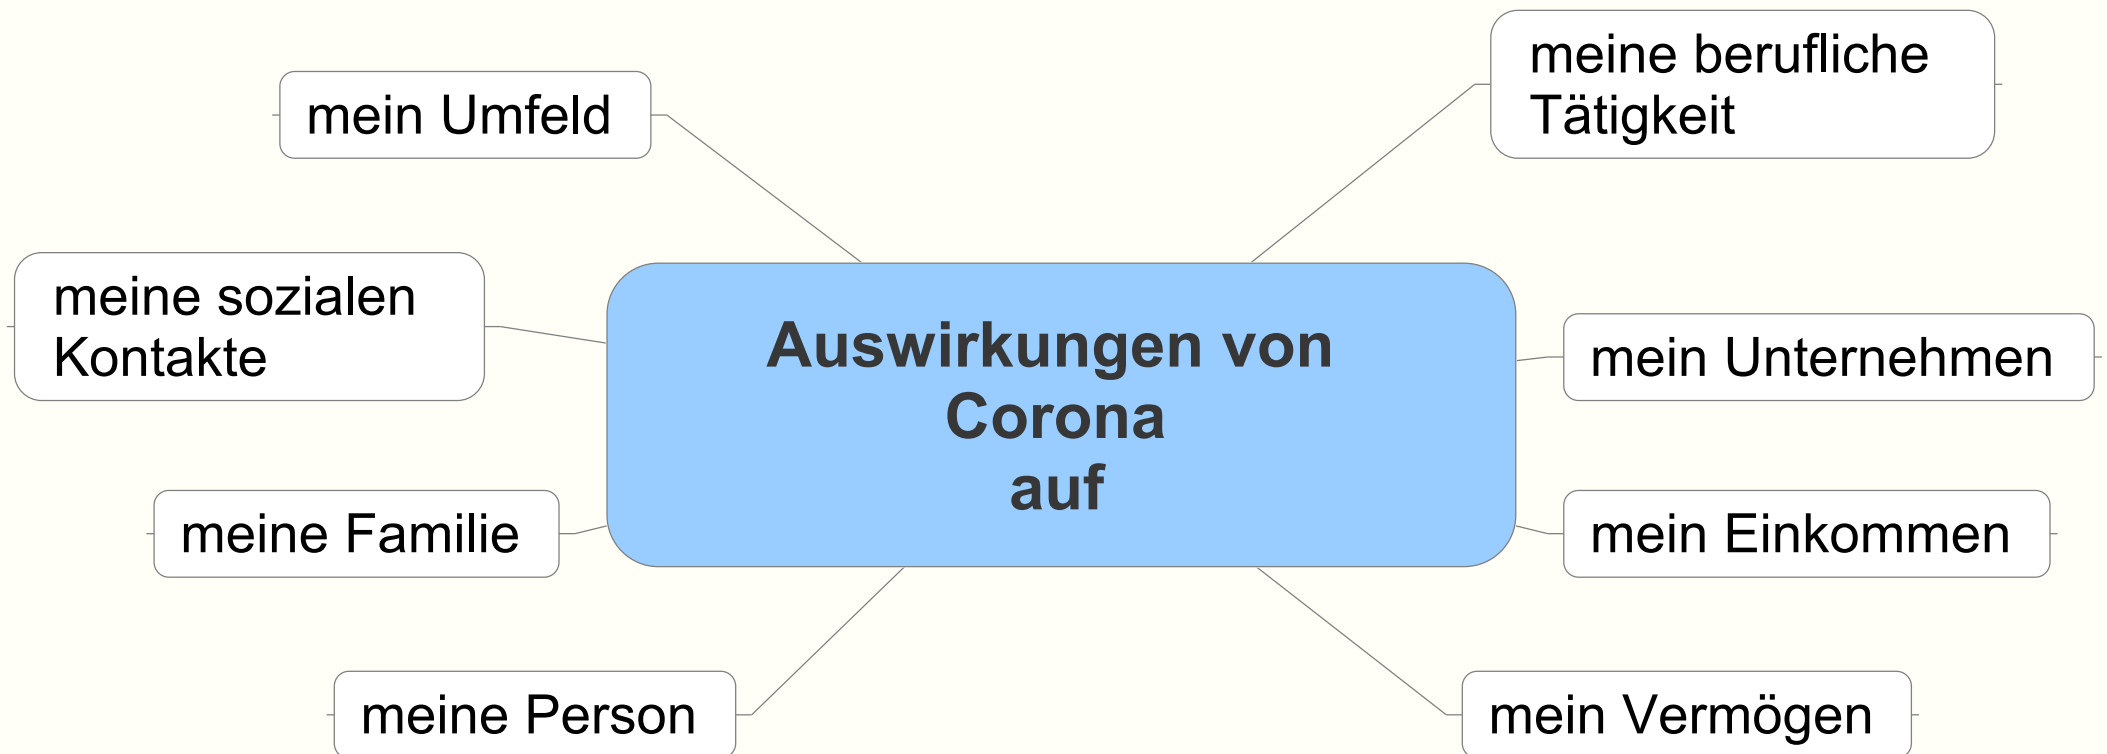 Auswirkungen von
Corona
auf
meine berufliche
Tätigkeit
mein Unternehmen
mein Einkommen
mein Vermögen
mein Umfeld
meine sozialen
Kontakte
meine Familie
meine Person